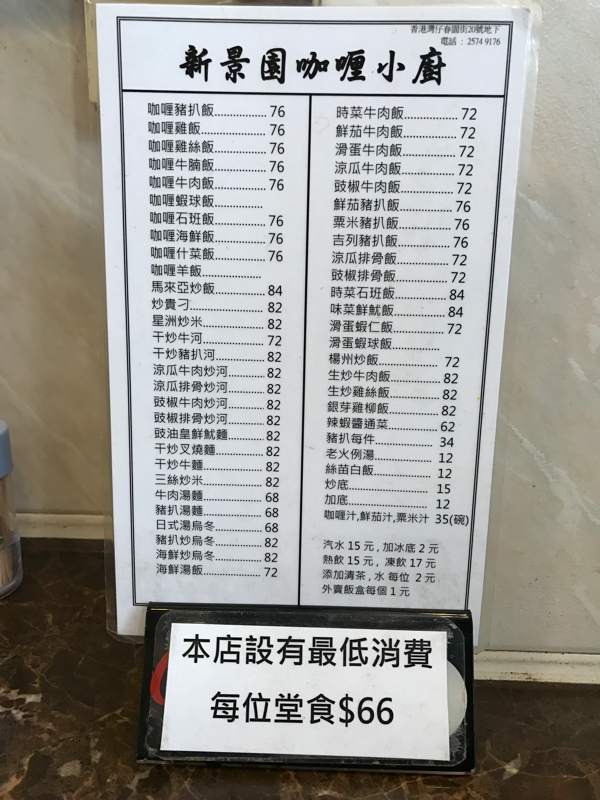 香港灣仔春園街20號地下
電話：2574 9176
新景園咖喱小廚
咖喱豬扒飯............... 76
咖喱雞飯................ 76
咖喱雞絲飯............. 76
咖喱牛腩飯............. 76
咖喱牛肉飯............. 76
咖喱蝦球飯.............
咖喱石班飯............. 76
咖喱海鮮飯............. 76
咖喱什菜飯............. 76
咖喱羊飯...............
馬來亞炒飯............. 84
炒貴刁.................. 82
星洲炒米............... 82
干炒牛河............... 72
干炒豬扒河............. 82
涼瓜牛肉炒河.......... 82
涼瓜排骨炒河.......... 82
豉椒牛肉炒河.......... 82
豉椒排骨炒河.......... 82
豉油皇鮮魷麵.......... 82
干炒叉燒麵............. 82
干炒牛麵............... 82
三絲炒米............... 82
牛肉湯麵............... 68
豬扒湯麵............... 68
日式湯烏冬............. 68
豬扒炒烏冬............. 82
海鮮炒烏冬............. 82
海鮮湯飯............... 72
時菜牛肉飯............. 72
鮮茄牛肉飯............. 72
滑蛋牛肉飯............. 72
涼瓜牛肉飯............. 72
豉椒牛肉飯............. 72
鮮茄豬扒飯............. 76
粟米豬扒飯............. 76
吉列豬扒飯............. 76
涼瓜排骨飯............. 72
豉椒排骨飯............. 72
時菜石班飯............. 84
味菜鮮魷飯............. 84
滑蛋蝦仁飯............. 72
滑蛋蝦球飯.............
楊州炒飯............... 72
生炒牛肉飯............. 82
生炒雞絲飯............. 82
銀芽雞柳飯............. 82
辣蝦醬通菜............. 62
豬扒每件............... 34
老火例湯............... 12
絲苗白飯............... 12
炒底.................... 15
加底.................... 12
咖喱汁,鮮茄汁,粟米汁 35(碗)
汽水 15 元 , 加冰底 2 元
熱飲 15 元 , 凍飲 17 元
添加清茶 , 水 每位 2 元
外賣飯盒每個 1 元
本店設有最低消費
每位堂食$66